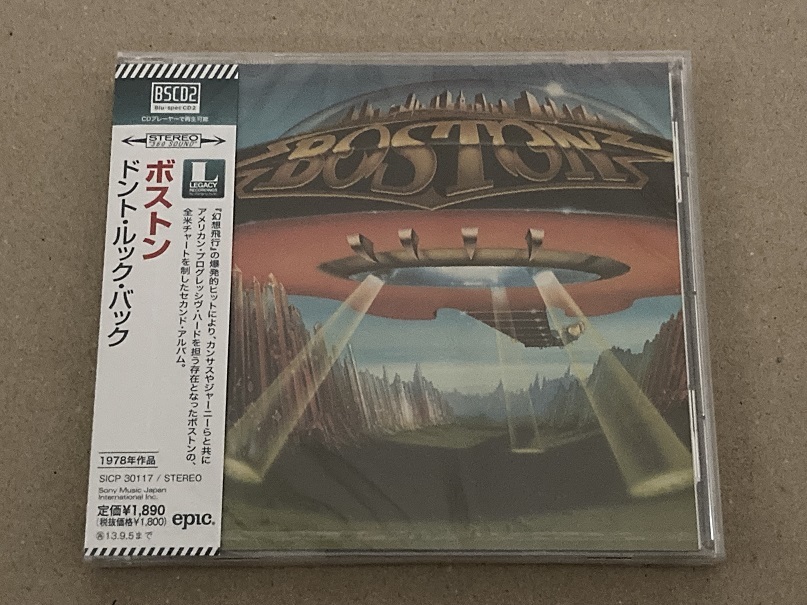 BSCD2
Blu-spec CD2
CDプレーヤーで再生可能
STEREO
"360 SOUND"
L
LEGACY
RECORDINGS
ボストン
ドント・ルック・バック
『幻想飛行』の爆発的ヒットにより、カンサスやジャーニーらと共に
アメリカン・プログレッシヴ・ハードを担う存在となったボストンの、
全米チャートを制したセカンド・アルバム。
1978年作品
SICP 30117 / STEREO
Sony Music Japan
International Inc.
定価¥1,890
(税抜価格¥1,800)
epic.
13.9.5まで
BOSTON